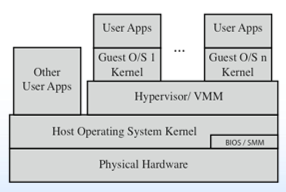 User Apps
User Apps
Guest O/S 1
Kernel
...
Guest O/S n
Kernel
Other
User Apps
Hypervisor/ VMM
Host Operating System Kernel
BIOS / SMM
Physical Hardware